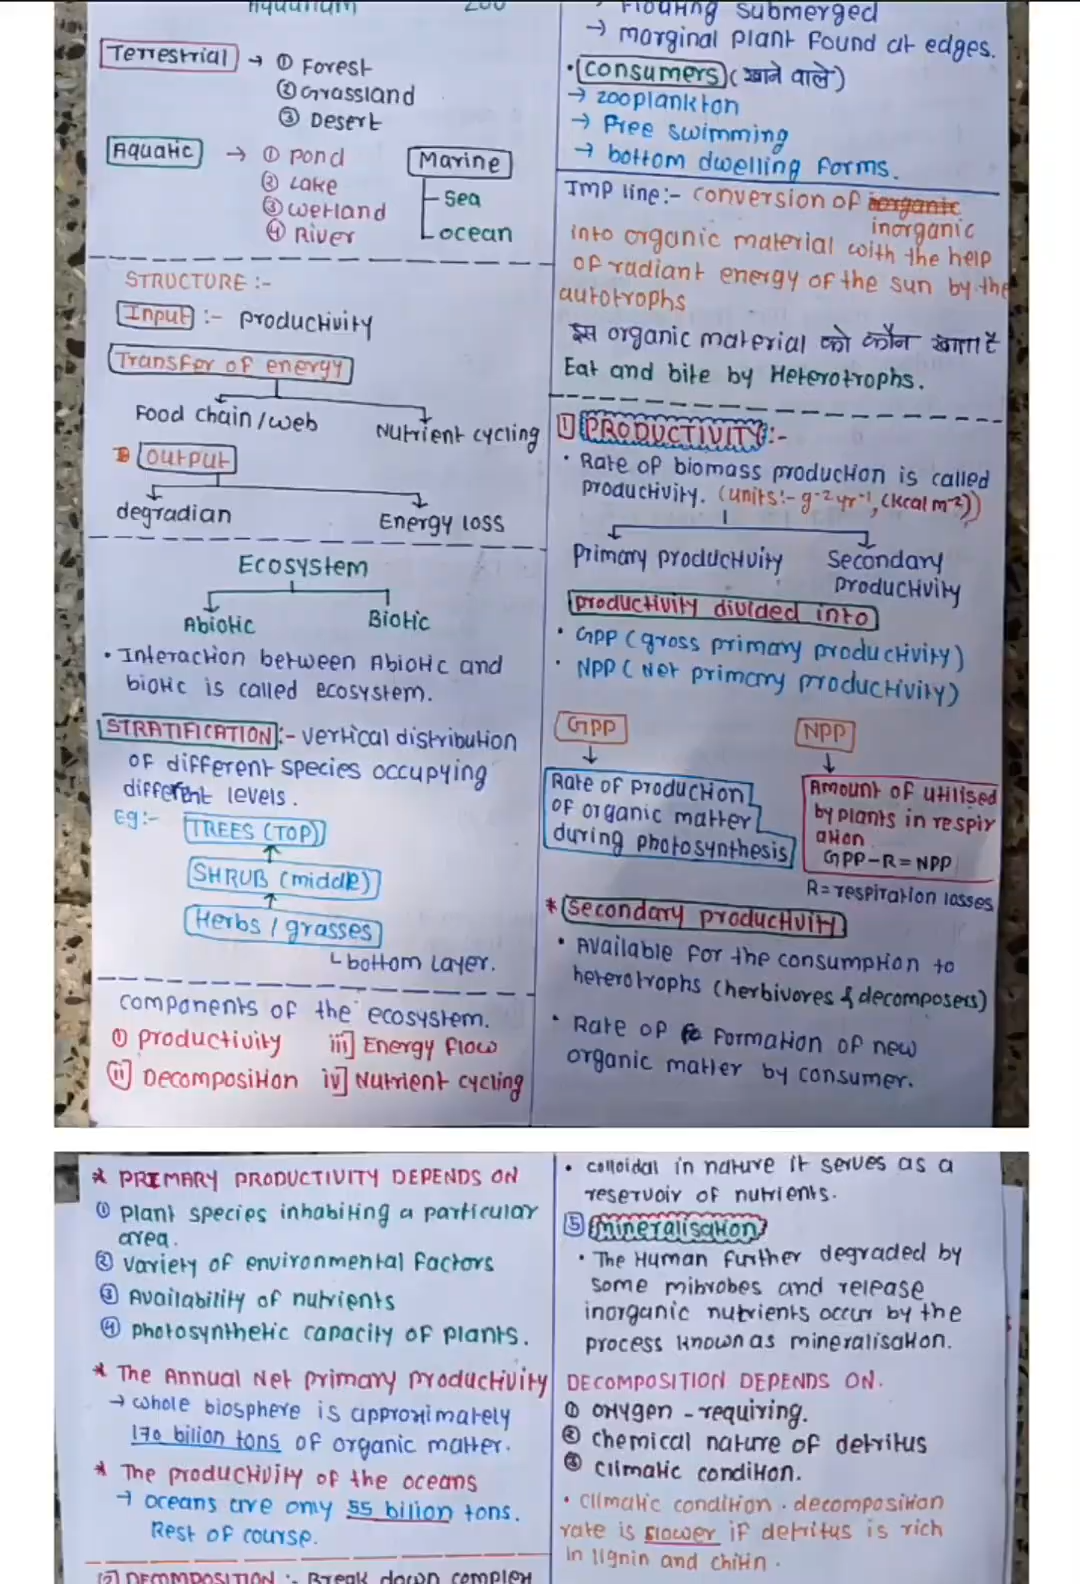 Aquarium
zoo
Terrestrial → ① Forest
② Grassland
③ Desert
Aquatic → ① Pond
② Lake
③ wetland
④ River
Marine
Sea
ocean
STRUCTURE :-
Input :- productivity
Transfer of energy
Food chain/web
Nutrient cycling
output
degradian
Energy loss
Ecosystem
Abiotic
Biotic
• Interaction between Abiotic and
biotic is called ecosystem.
STRATIFICATION :- vertical distribution
of different species occupying
different levels.
Eg:- TREES (TOP)
SHRUB (middle)
Herbs / grasses
bottom layer.
components of the ecosystem.
① productivity iii] Energy flow
ii] Decomposition iv] Nutrient cycling
Floating submerged
→ marginal plant found at edges.
• consumers (खाने वाले)
→ zooplankton
→ free swimming
→ bottom dwelling forms.
IMP line:- conversion of inorganic
inorganic
into organic material with the help
of radiant energy of the sun by the
autotrophs
इस organic material को कौन खाता है
Eat and bite by Heterotrophs.
① PRODUCTIVITY:-
• Rate of biomass production is called
productivity. (units:- g⁻² yr⁻¹, (kcal m⁻²))
primary productivity
Secondary
productivity
productivity divided into
• GPP (gross primary productivity)
• NPP (Net primary productivity)
GPP
NPP
Rate of production
of organic matter
during photosynthesis
Amount of utilised
by plants in respir
ation
GPP-R=NPP
R=respiration losses
* Secondary productivity
• Available for the consumption to
heterotrophs (herbivores & decomposers)
• Rate of formation of new
organic matter by consumer.
* PRIMARY PRODUCTIVITY DEPENDS ON
① plant species inhabiting a particular
area.
② variety of environmental factors
③ Availability of nutrients
④ photosynthetic capacity of plants.
* The Annual Net primary productivity
→ whole biosphere is approximately
170 bilion tons of organic matter.
* The productivity of the oceans
→ oceans are only 55 bilion tons.
Rest of course.
[2] DECOMPOSITION :- Break down complex
• colloidal in nature it serves as a
reservoir of nutrients.
⑤ mineralisation
• The Human further degraded by
some mibrobes and release
inorganic nutrients occur by the
process known as mineralisation.
DECOMPOSITION DEPENDS ON.
① oxygen - requiring.
② chemical nature of detritus
③ climatic condition.
• climatic condition. decomposition
rate is slower if detritus is rich
in lignin and chitin.